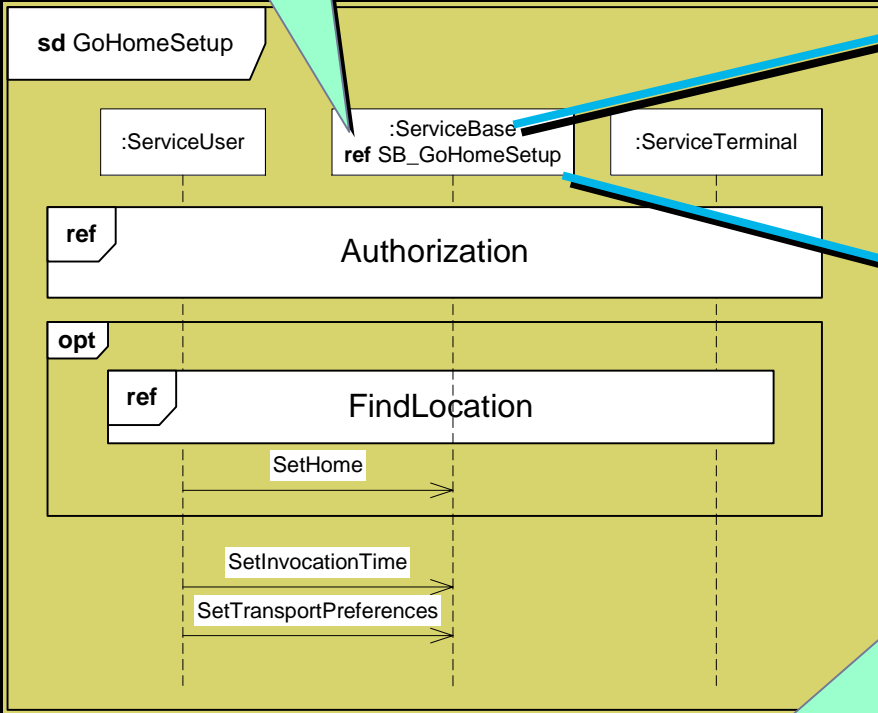 sd GoHomeSetup
:ServiceUser
:ServiceBase
ref SB_GoHomeSetup
:ServiceTerminal
ref
Authorization
opt
ref
FindLocation
SetHome
SetInvocationTime
SetTransportPreferences